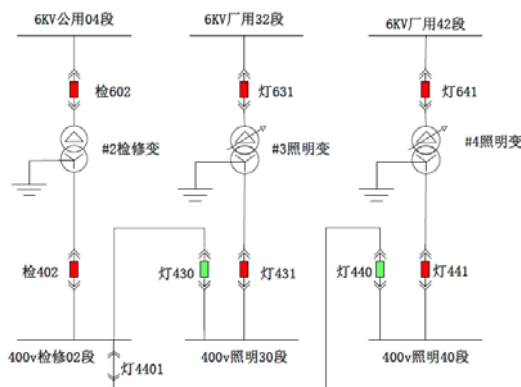 6KV公用04段
6KV厂用32段
6KV厂用42段
检602
灯631
灯641
#2检修变
#3照明变
#4照明变
检402
灯430
灯431
灯440
灯441
400v检修02段
灯4401
400v照明30段
400v照明40段